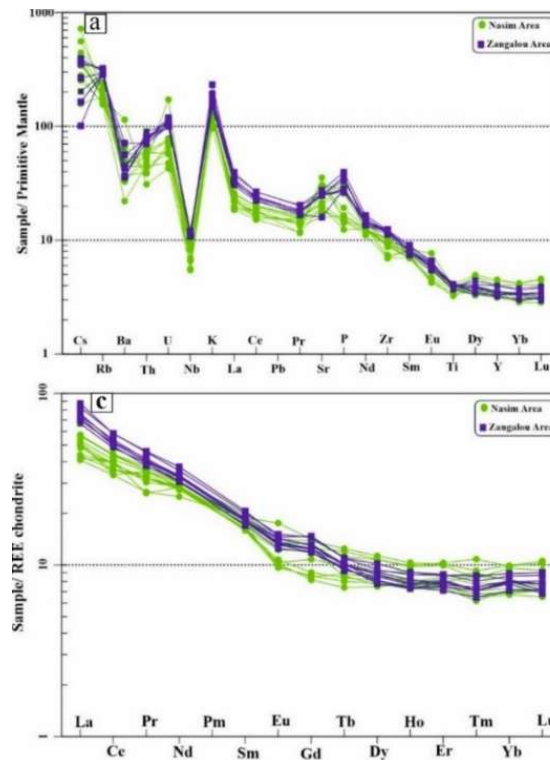 1000
a
Nasim Area
Zangalou Area
100
Sample/ Primitive Mantle
10
Cs Ba U K Ce Pr P Zr Eu Dy Yb
1
Rb Th Nb La Pb Sr Nd Sm Ti Y Lu
100
c
Nasim Area
Zangalou Area
Sample/ REE chondrite
10
La Pr Pm Eu Tb Ho Tm Lu
1
Ce Nd Sm Gd Dy Er Yb